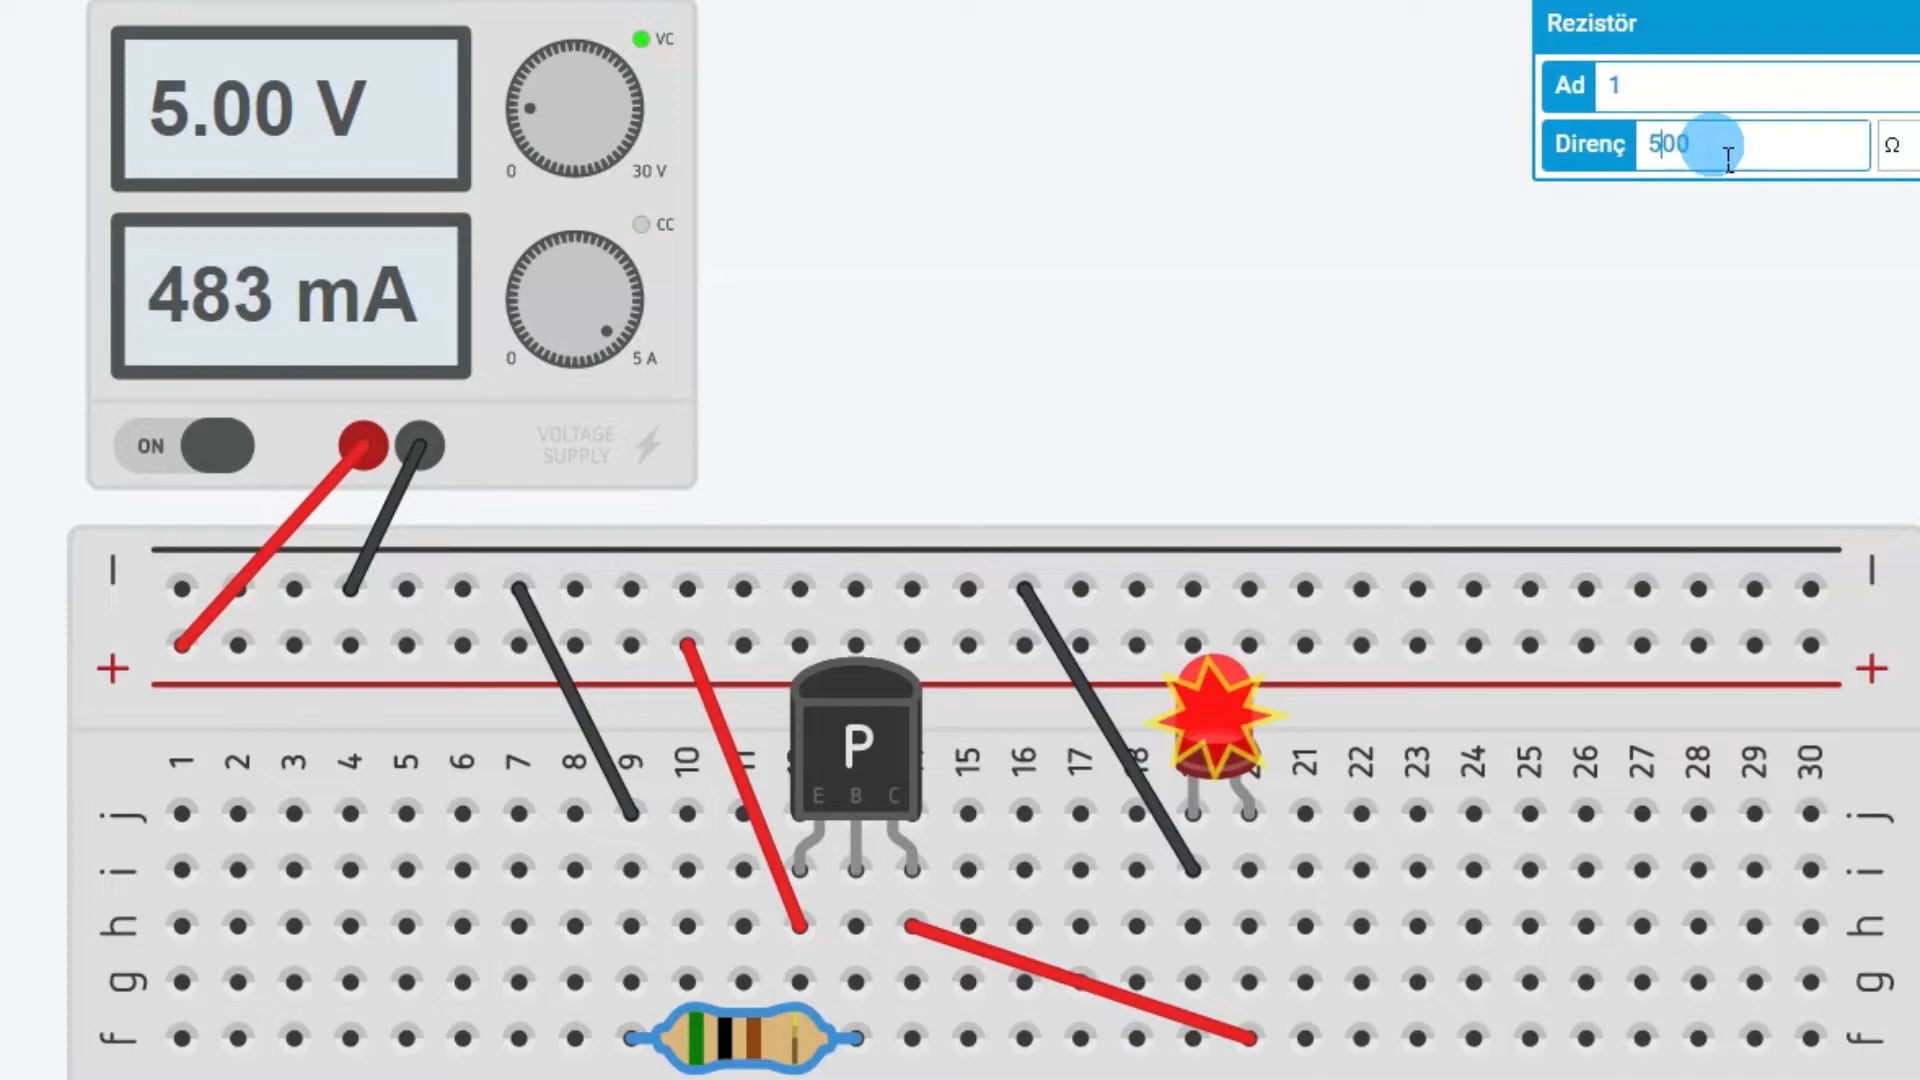 Rezistör
Ad 1
Direnç 500 Ω
5.00 V
VC
0 30 V
483 mA
CC
0 5 A
ON
VOLTAGE
SUPPLY
− −
+ +
P
E B C
1 2 3 4 5 6 7 8 9 10 11 15 16 17 18 21 22 23 24 25 26 27 28 29 30
j j
i i
h h
g g
f f